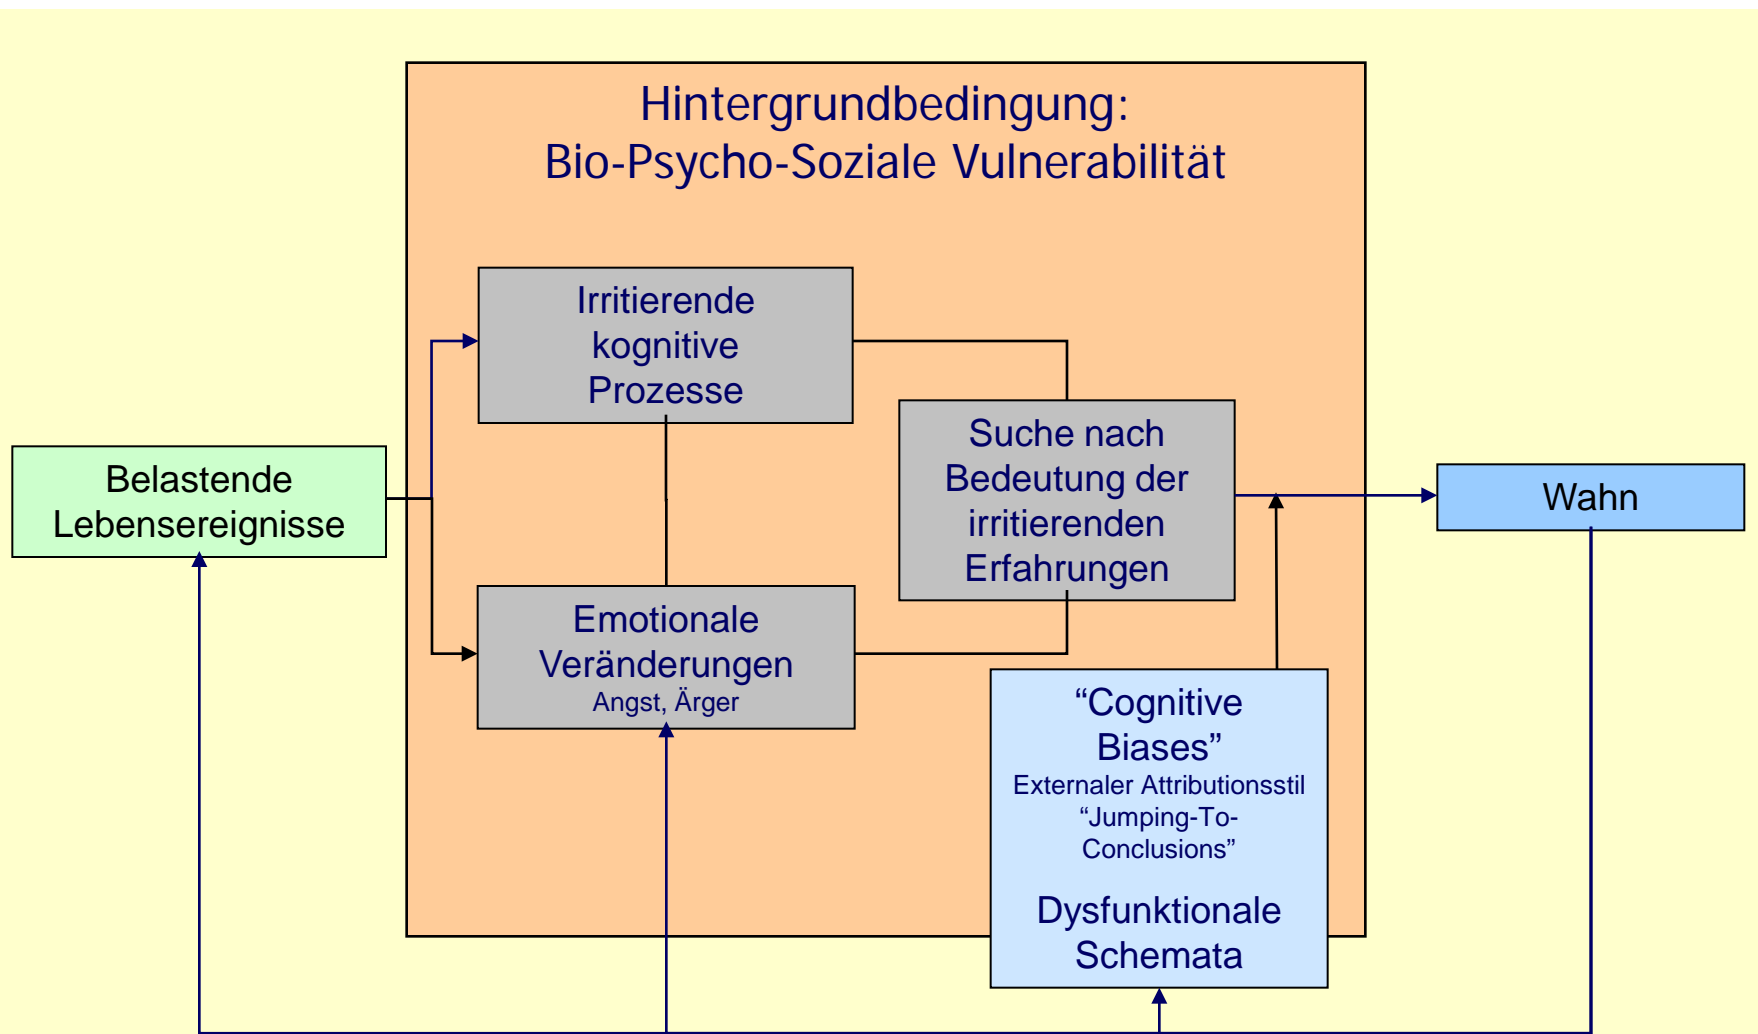 Hintergrundbedingung:
Bio-Psycho-Soziale Vulnerabilität
Irritierende
kognitive
Prozesse
Belastende
Lebensereignisse
Suche nach
Bedeutung der
irritierenden
Erfahrungen
Wahn
Emotionale
Veränderungen
Angst, Ärger
“Cognitive
Biases”
Externaler Attributionsstil
“Jumping-To-
Conclusions”
Dysfunktionale
Schemata